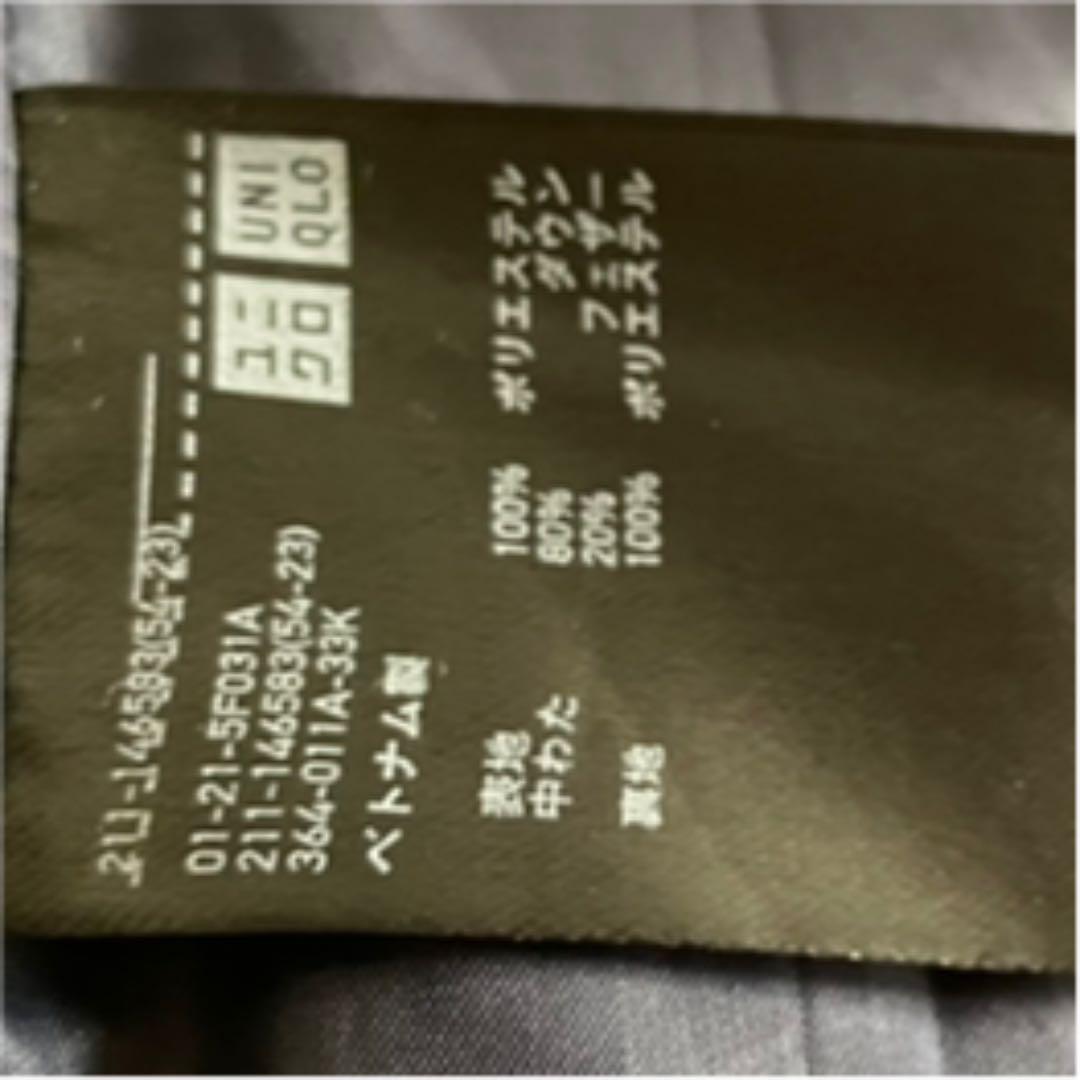 211-146583(54-23)
ユニ
クロ
UNI
QLO
01-21-5F031A
211-146583(54-23)
364-011A-33K
ベトナム製
表地 100% ポリエステル
中わた 80% ダウン
20% フェザー
裏地 100% ポリエステル